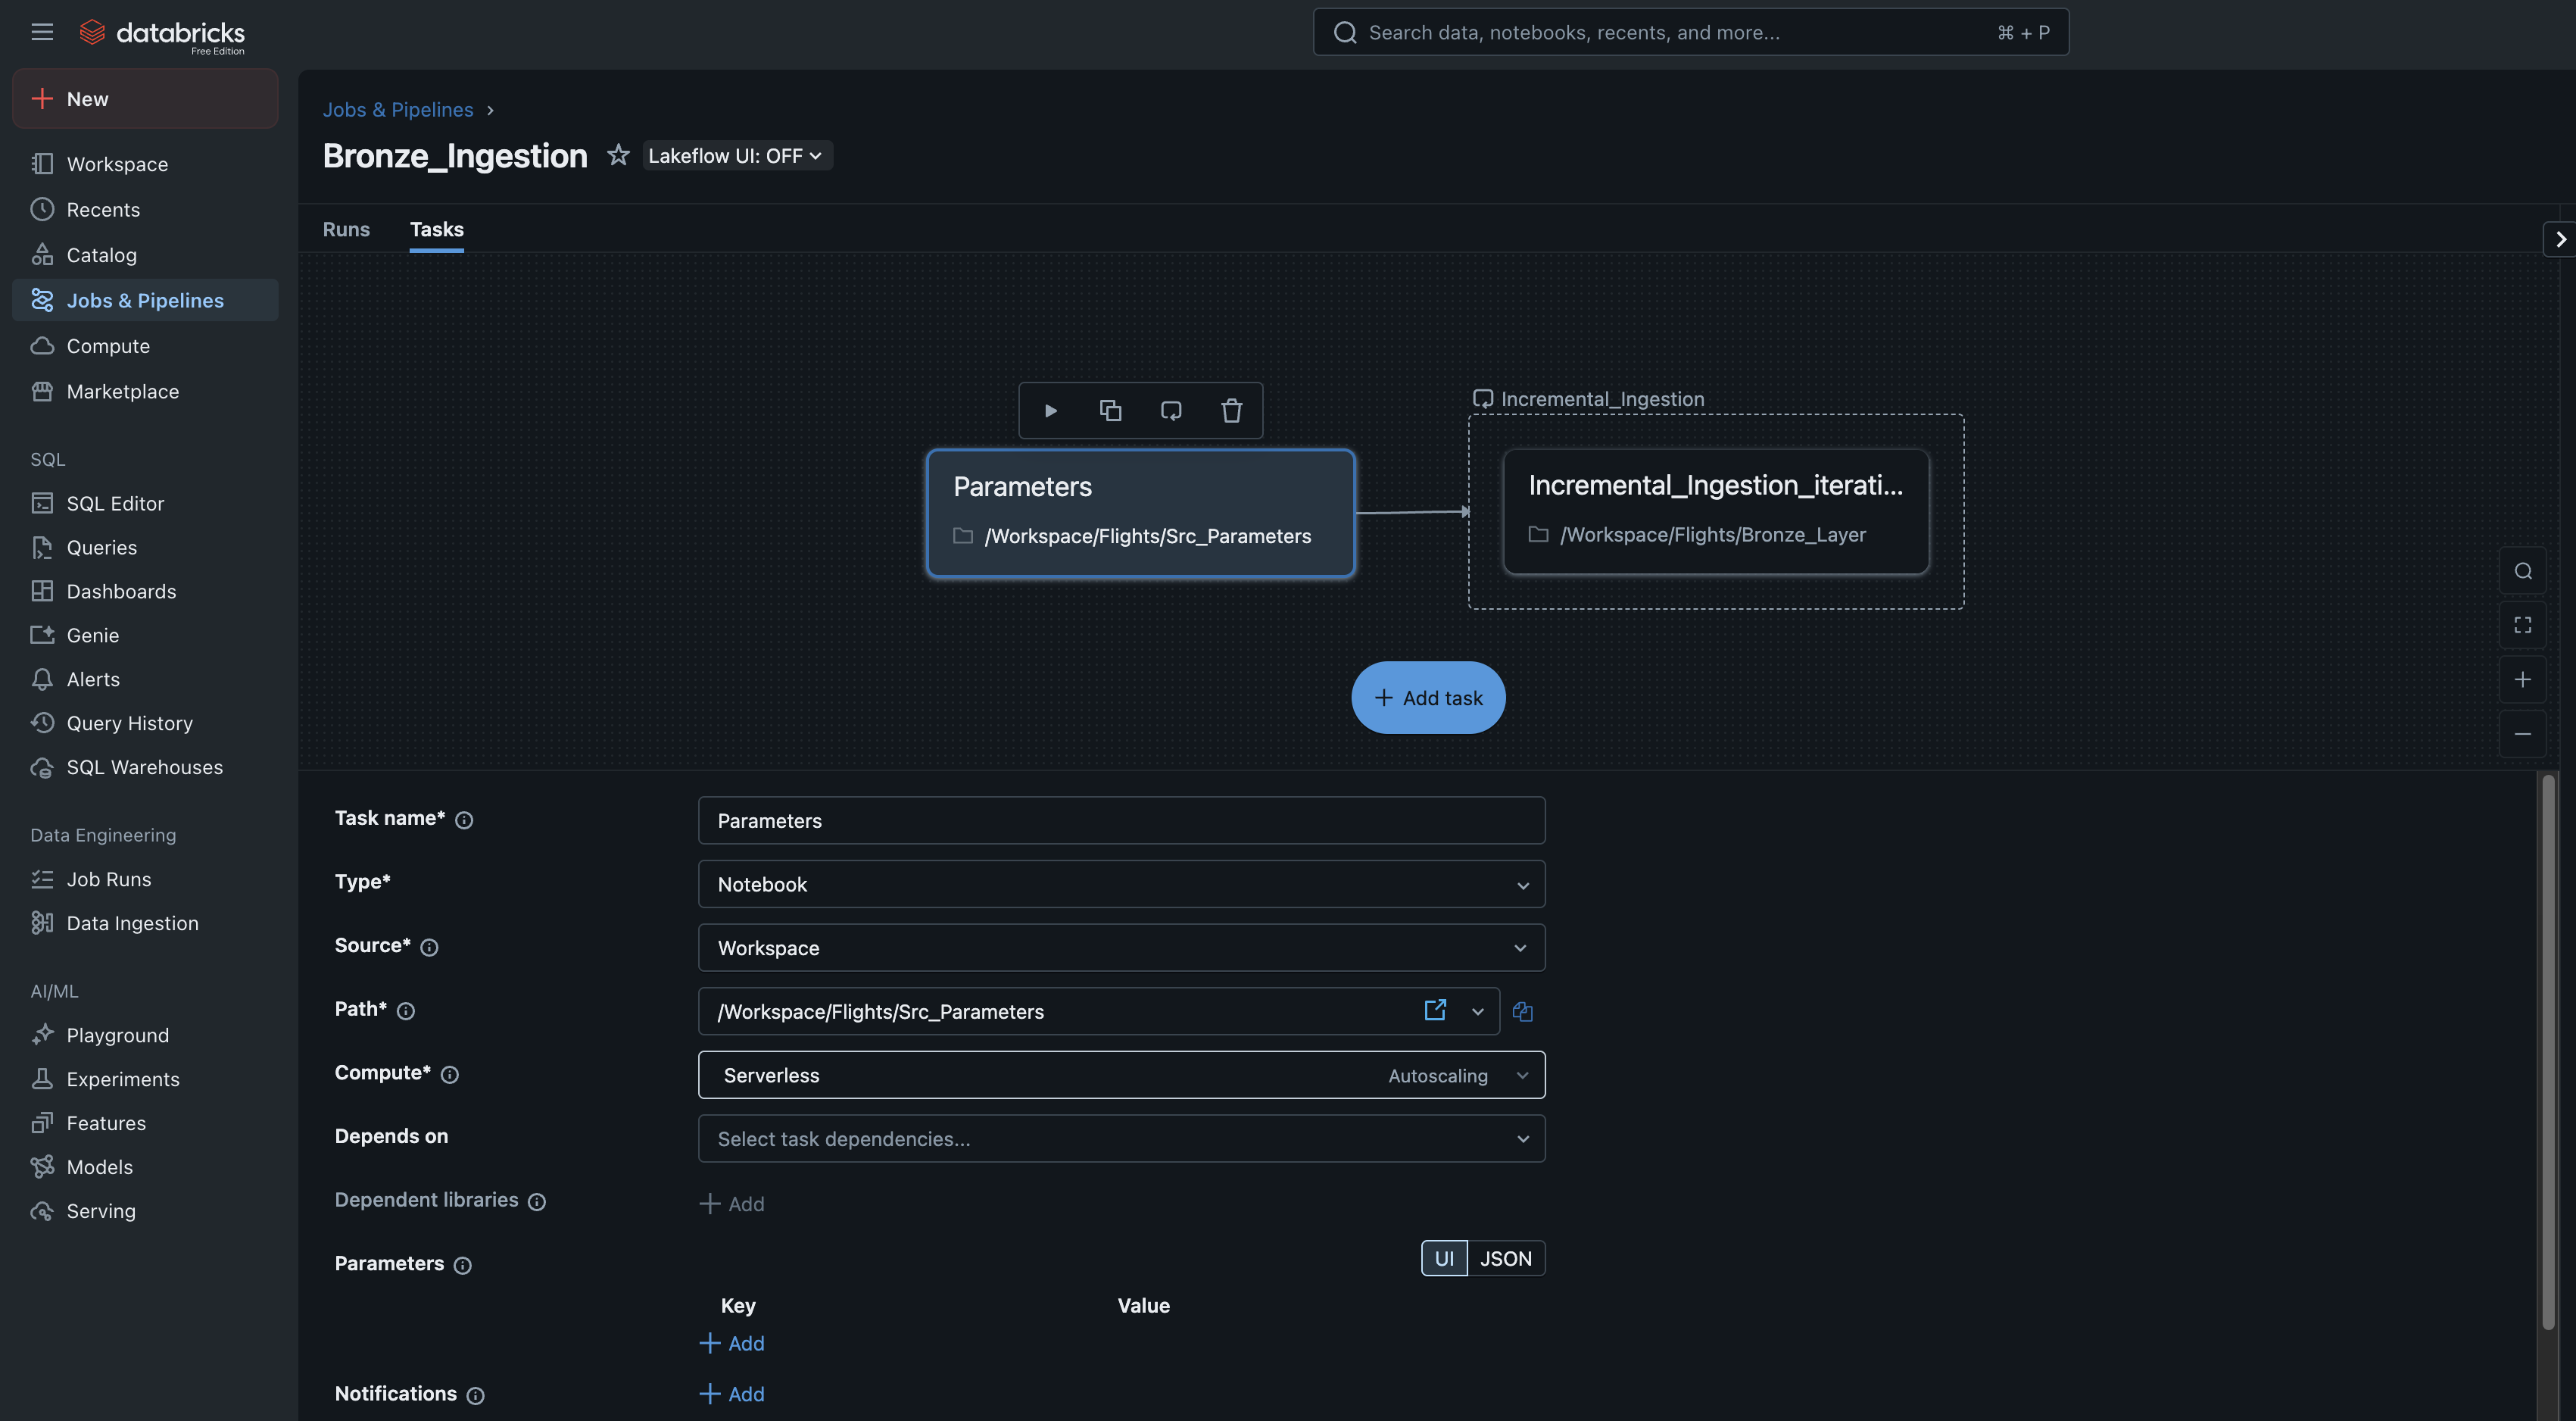 databricks
Free Edition
Search data, notebooks, recents, and more...
⌘ + P
New
Workspace
Recents
Catalog
Jobs & Pipelines
Compute
Marketplace
SQL
SQL Editor
Queries
Dashboards
Genie
Alerts
Query History
SQL Warehouses
Data Engineering
Job Runs
Data Ingestion
AI/ML
Playground
Experiments
Features
Models
Serving
Jobs & Pipelines
Bronze_Ingestion
Lakeflow UI: OFF
Runs
Tasks
Parameters
/Workspace/Flights/Src_Parameters
Incremental_Ingestion
Incremental_Ingestion_iterati...
/Workspace/Flights/Bronze_Layer
+ Add task
Task name*
Parameters
Type*
Notebook
Source*
Workspace
Path*
/Workspace/Flights/Src_Parameters
Compute*
Serverless
Autoscaling
Depends on
Select task dependencies...
Dependent libraries
+ Add
Parameters
UI
JSON
Key
Value
+ Add
Notifications
+ Add